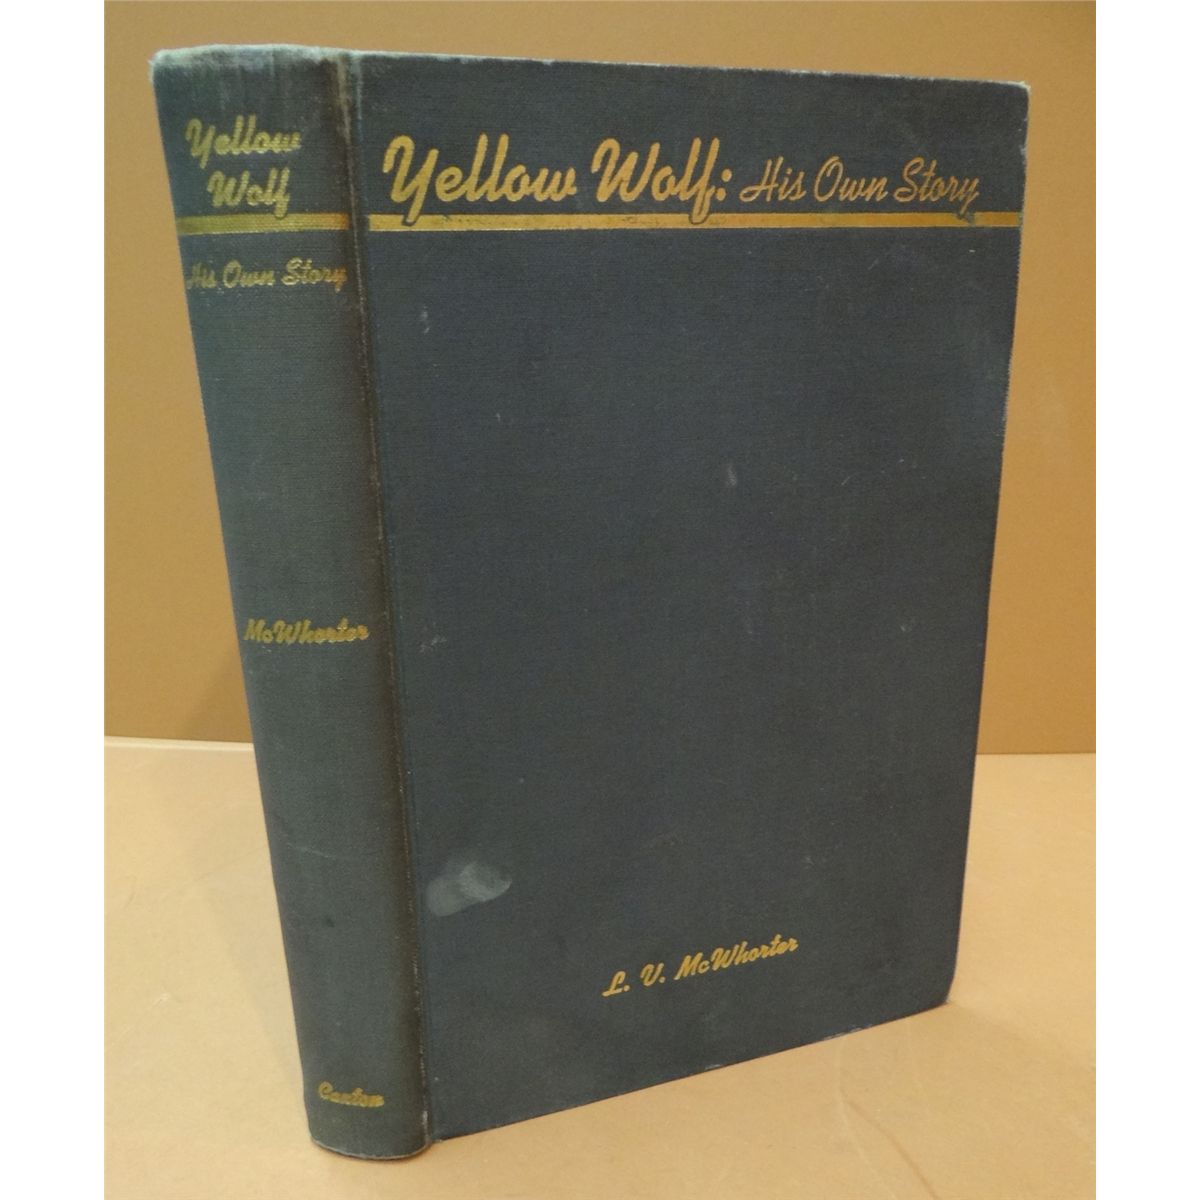 Yellow
Wolf
His Own Story
McWhorter
Caxton
Yellow Wolf: His Own Story
L. V. McWhorter